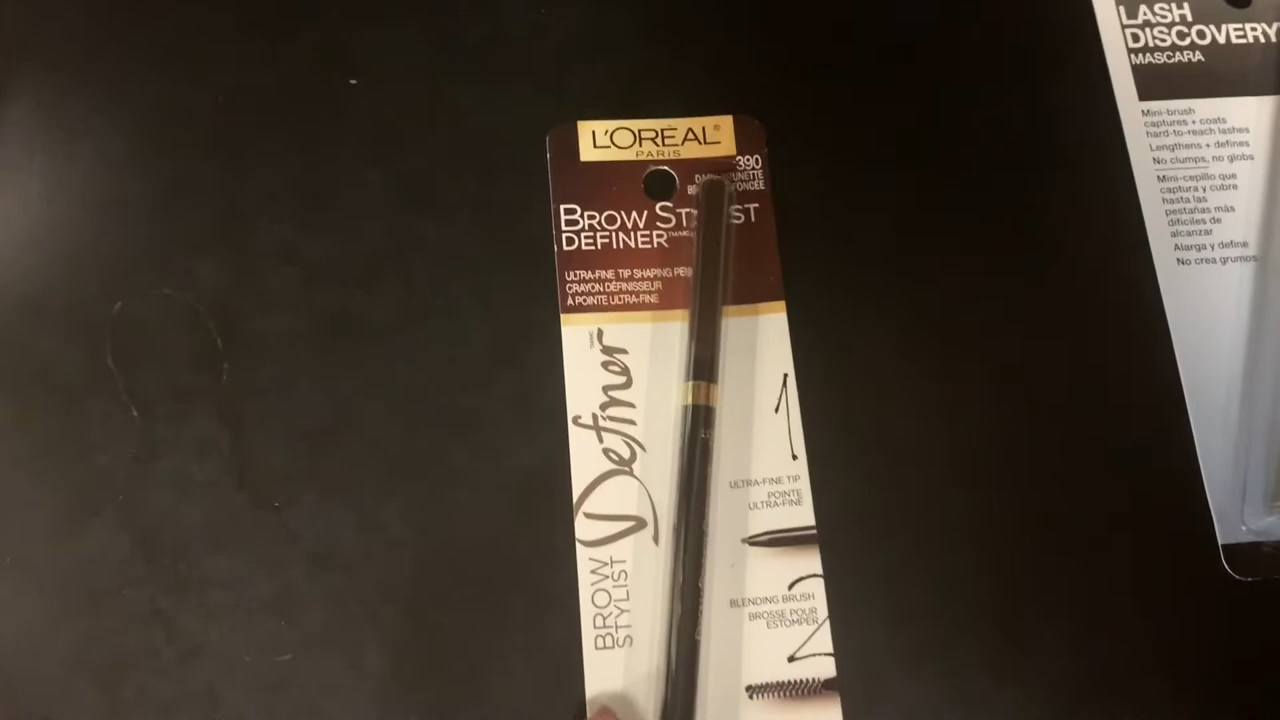 L'ORÉAL
PARIS
390
BROW ST ST
DEFINER
ULTRA-FINE TIP SHAPING
CRAYON DÉFINISSEUR
À POINTE ULTRA-FINE
BROW
STYLIST
Definer
1
ULTRA-FINE TIP
POINTE
ULTRA-FINE
2
BLENDING BRUSH
BROSSE POUR
ESTOMPER
LASH
DISCOVERY
MASCARA
Mini-brush
captures + coats
hard-to-reach lashes
Lengthens + defines
No clumps, no globs
Mini-cepillo que
captura y cubre
hasta las
pestañas más
difíciles de
alcanzar
Alarga y define
No crea grumos